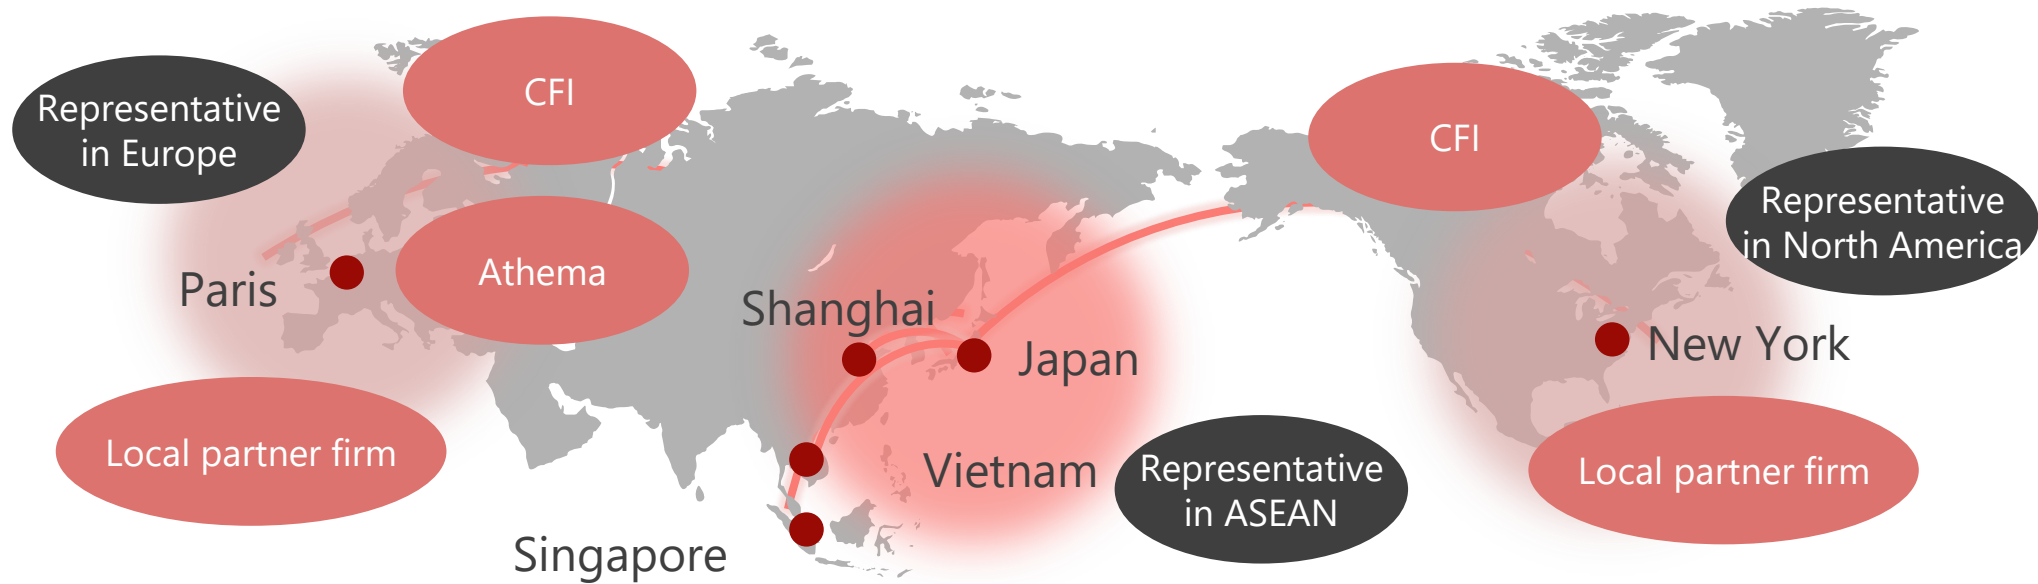 Representative
in Europe
CFI
Athema
Paris
Local partner firm
Shanghai
Japan
Vietnam
Singapore
Representative
in ASEAN
CFI
Representative
in North America
New York
Local partner firm